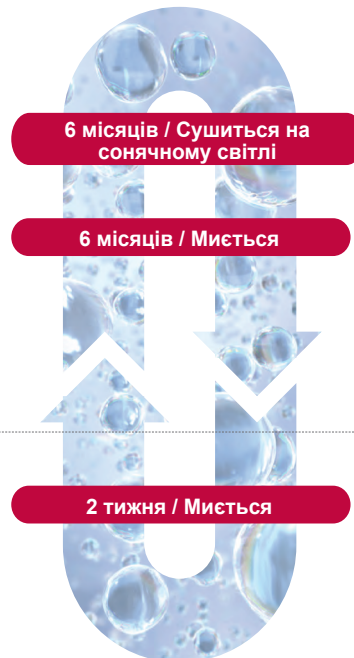 6 місяців / Сушиться на
сонячному світлі
6 місяців / Миється
2 тижня / Миється